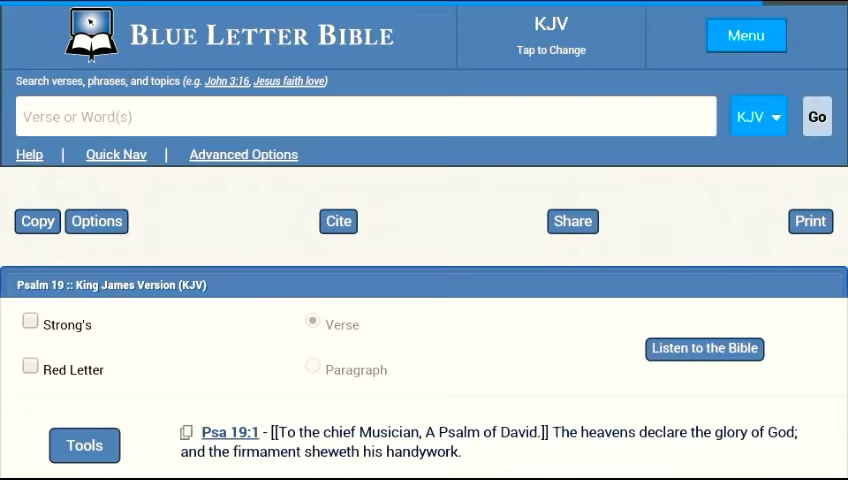 BLUE LETTER BIBLE
KJV
Tap to Change
Menu
Search verses, phrases, and topics (e.g. John 3:16, Jesus faith love)
Verse or Word(s)
KJV
Go
Help | Quick Nav | Advanced Options
Copy Options Cite Share Print
Psalm 19 :: King James Version (KJV)
Strong's
Verse
Listen to the Bible
Red Letter
Paragraph
Tools
Psa 19:1 - [[To the chief Musician, A Psalm of David.]] The heavens declare the glory of God;
and the firmament sheweth his handywork.